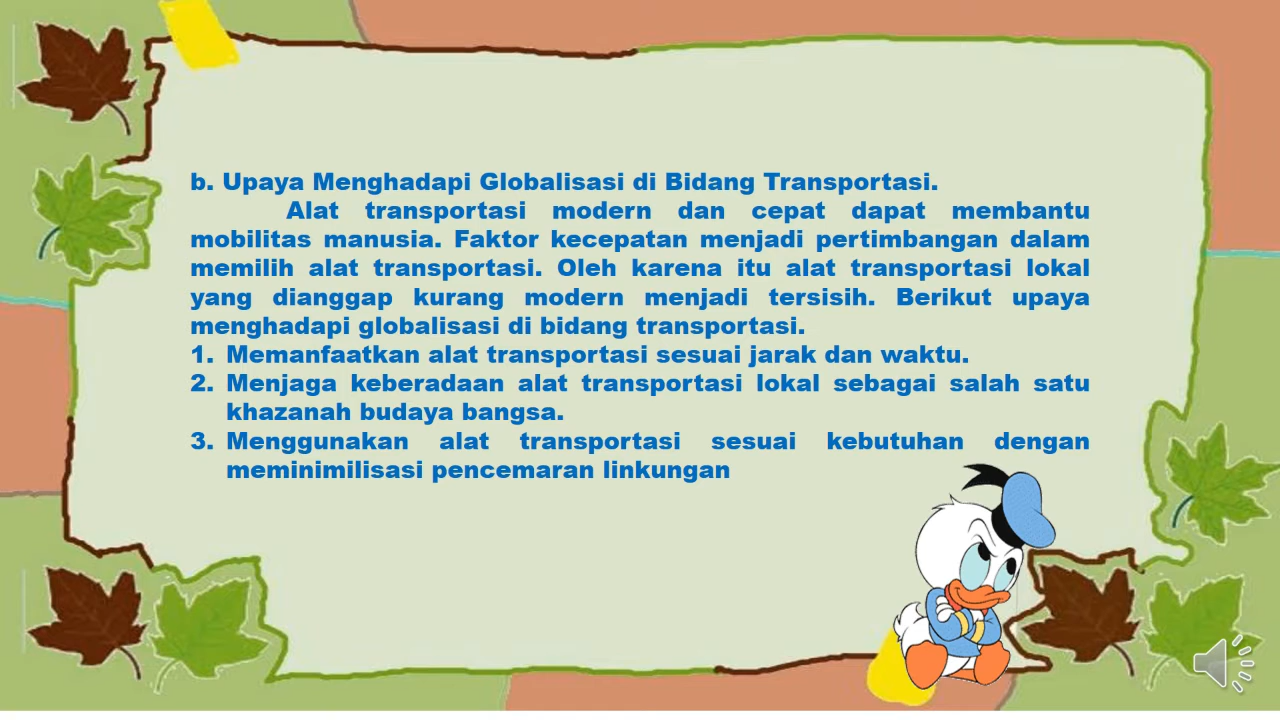 b. Upaya Menghadapi Globalisasi di Bidang Transportasi.
Alat transportasi modern dan cepat dapat membantu
mobilitas manusia. Faktor kecepatan menjadi pertimbangan dalam
memilih alat transportasi. Oleh karena itu alat transportasi lokal
yang dianggap kurang modern menjadi tersisih. Berikut upaya
menghadapi globalisasi di bidang transportasi.
1. Memanfaatkan alat transportasi sesuai jarak dan waktu.
2. Menjaga keberadaan alat transportasi lokal sebagai salah satu
khazanah budaya bangsa.
3. Menggunakan alat transportasi sesuai kebutuhan dengan
meminimilisasi pencemaran linkungan